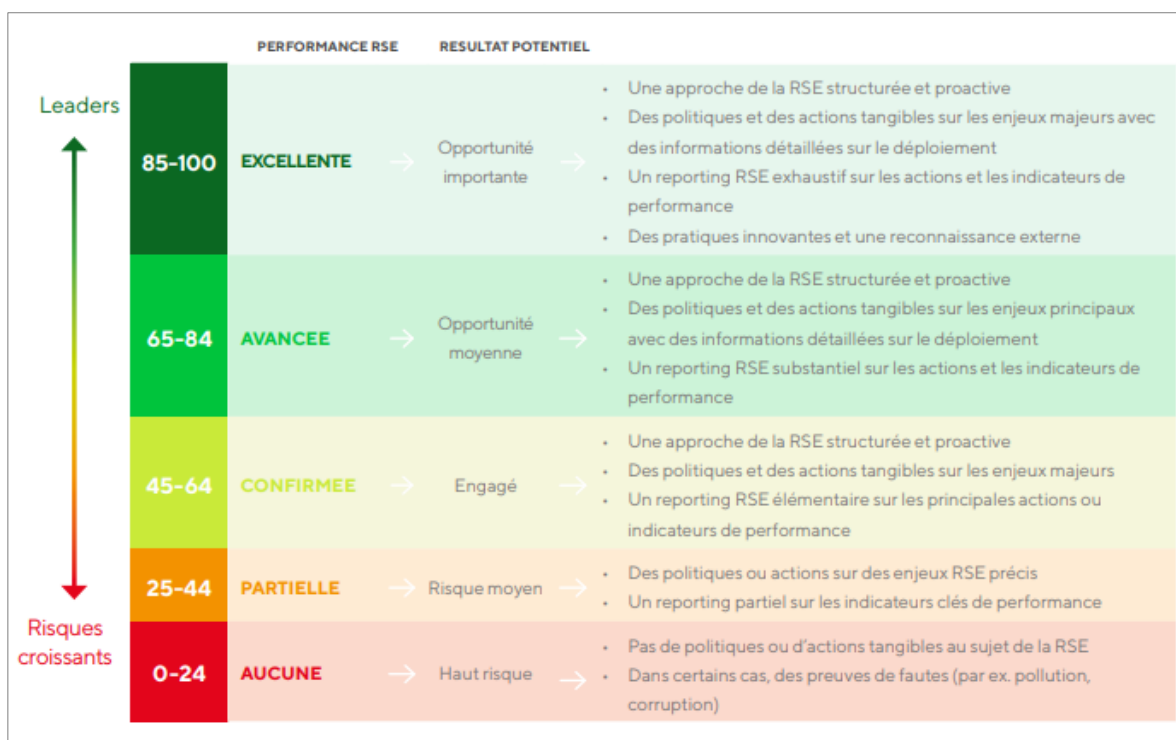 PERFORMANCE RSE RESULTAT POTENTIEL
Leaders
Risques
croissants
85-100 EXCELLENTE → Opportunité
importante →
• Une approche de la RSE structurée et proactive
• Des politiques et des actions tangibles sur les enjeux majeurs avec
des informations détaillées sur le déploiement
• Un reporting RSE exhaustif sur les actions et les indicateurs de
performance
• Des pratiques innovantes et une reconnaissance externe
65-84 AVANCEE → Opportunité
moyenne →
• Une approche de la RSE structurée et proactive
• Des politiques et des actions tangibles sur les enjeux principaux
avec des informations détaillées sur le déploiement
• Un reporting RSE substantiel sur les actions et les indicateurs de
performance
45-64 CONFIRMEE → Engagé →
• Une approche de la RSE structurée et proactive
• Des politiques et des actions tangibles sur les enjeux majeurs
• Un reporting RSE élémentaire sur les principales actions ou
indicateurs de performance
25-44 PARTIELLE → Risque moyen →
• Des politiques ou actions sur des enjeux RSE précis
• Un reporting partiel sur les indicateurs clés de performance
0-24 AUCUNE → Haut risque →
• Pas de politiques ou d'actions tangibles au sujet de la RSE
• Dans certains cas, des preuves de fautes (par ex. pollution,
corruption)